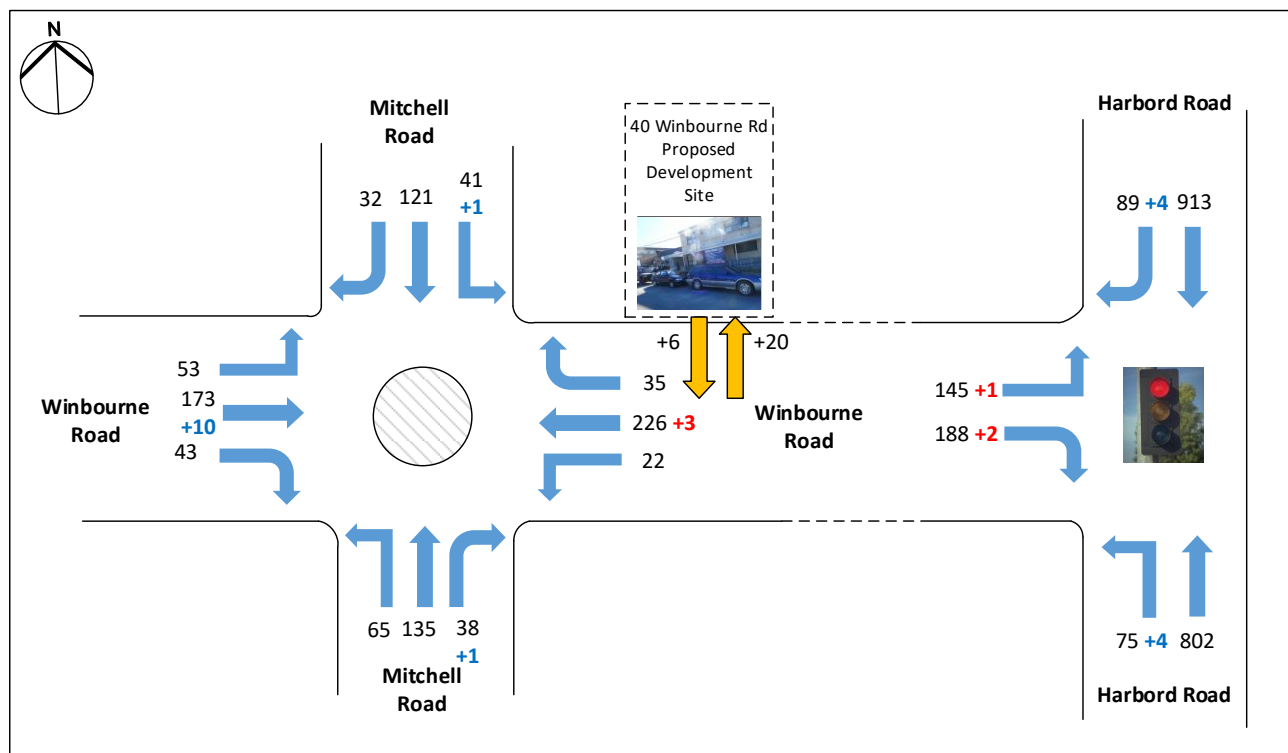 N
Mitchell
Road
Harbord Road
40 Winbourne Rd
Proposed
Development
Site
32 121 41
+1
89 +4 913
+6 +20
53
173
+10
43
Winbourne
Road
35
226 +3
22
Winbourne
Road
145 +1
188 +2
65 135 38
+1
Mitchell
Road
75 +4 802
Harbord Road